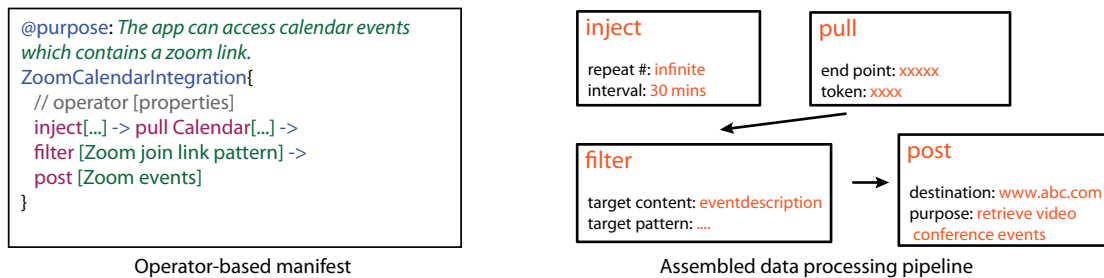 @purpose: The app can access calendar events
which contains a zoom link.
ZoomCalendarIntegration{
// operator [properties]
inject[...] -> pull Calendar[...] ->
filter [Zoom join link pattern] ->
post [Zoom events]
}
Operator-based manifest
inject
repeat #: infinite
interval: 30 mins
pull
end point: xxxxx
token: xxxx
filter
target content: eventdescription
target pattern: ....
post
destination: www.abc.com
purpose: retrieve video
conference events
Assembled data processing pipeline